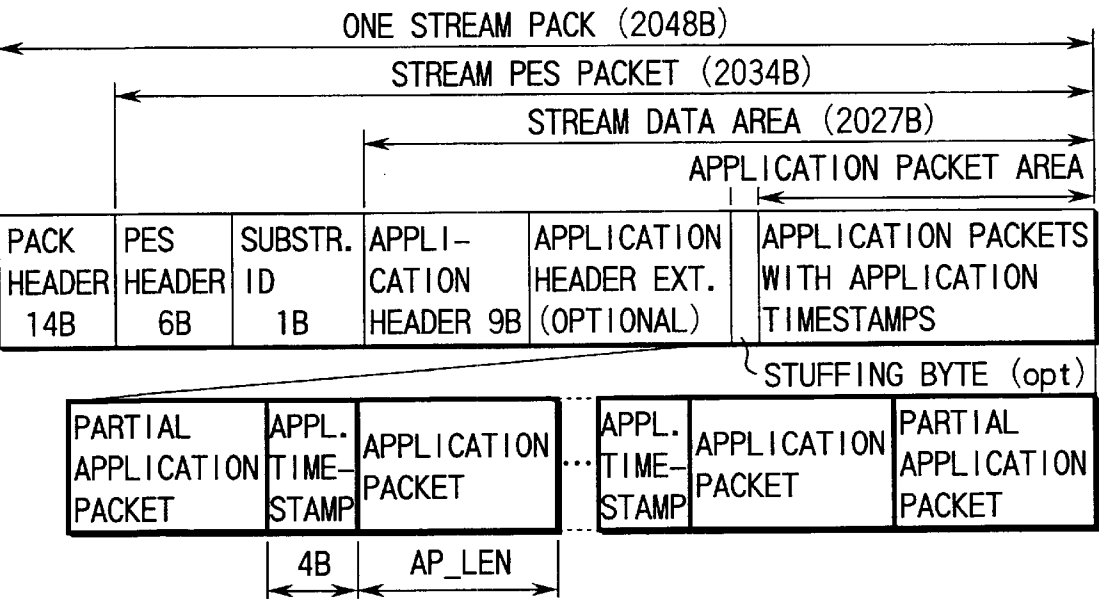 ONE STREAM PACK (2048B)
STREAM PES PACKET (2034B)
STREAM DATA AREA (2027B)
APPLICATION PACKET AREA
PACK
HEADER
14B
PES
HEADER
6B
SUBSTR.
ID
1B
APPLI-
CATION
HEADER 9B
APPLICATION
HEADER EXT.
(OPTIONAL)
APPLICATION PACKETS
WITH APPLICATION
TIMESTAMPS
STUFFING BYTE (opt)
PARTIAL
APPLICATION
PACKET
APPL.
TIME-
STAMP
APPLICATION
PACKET
...
APPL.
TIME-
STAMP
APPLICATION
PACKET
PARTIAL
APPLICATION
PACKET
4B
AP_LEN